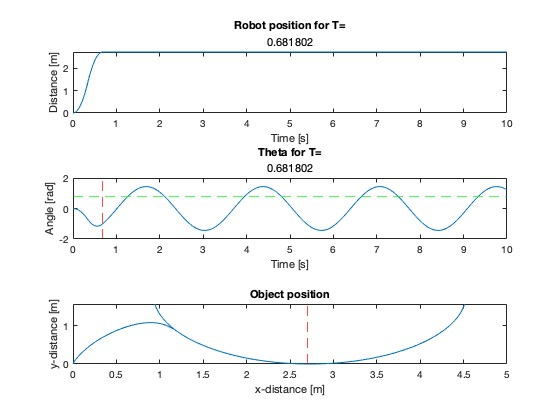 Robot position for T=
0.681802
Distance [m]
2
1
0
0 1 2 3 4 5 6 7 8 9 10
Time [s]
Theta for T=
0.681802
Angle [rad]
2
0
-2
0 1 2 3 4 5 6 7 8 9 10
Time [s]
Object position
y-distance [m]
1
0
0 0.5 1 1.5 2 2.5 3 3.5 4 4.5 5
x-distance [m]